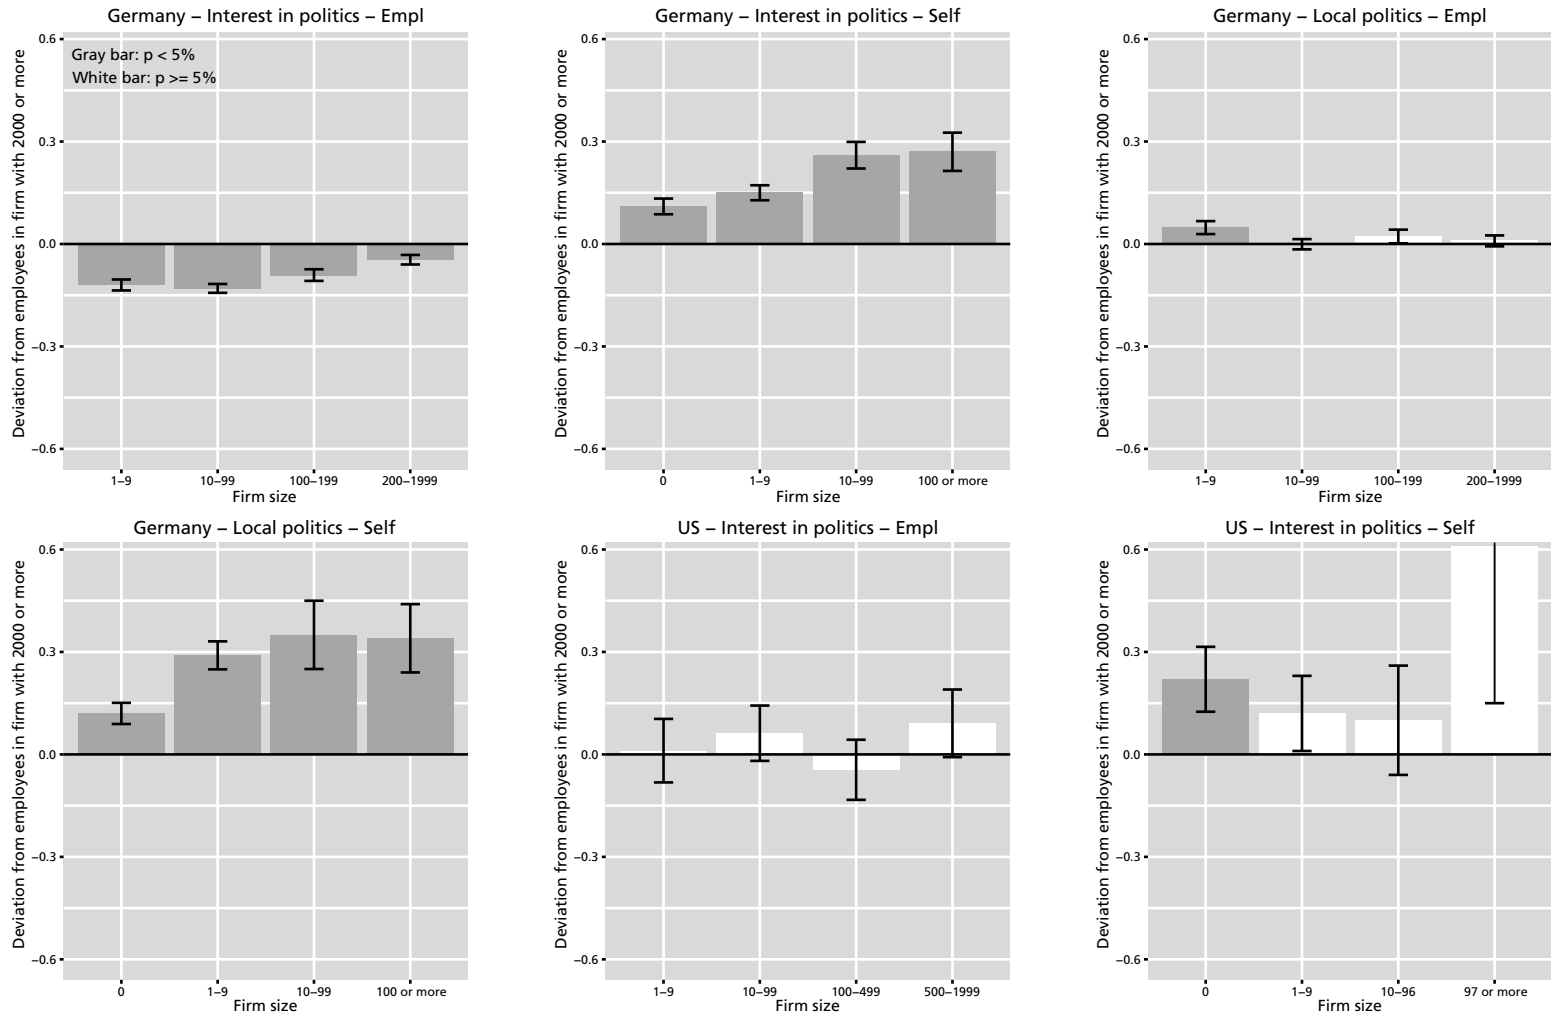 Germany – Interest in politics – Empl
Deviation from employees in firm with 2000 or more
0.6
0.3
0.0
−0.3
−0.6
Gray bar: p < 5%
White bar: p >= 5%
1–9 10–99 100–199 200–1999
Firm size
Germany – Interest in politics – Self
Deviation from employees in firm with 2000 or more
0.6
0.3
0.0
−0.3
−0.6
0 1–9 10–99 100 or more
Firm size
Germany – Local politics – Empl
Deviation from employees in firm with 2000 or more
0.6
0.3
0.0
−0.3
−0.6
1–9 10–99 100–199 200–1999
Firm size
Germany – Local politics – Self
Deviation from employees in firm with 2000 or more
0.6
0.3
0.0
−0.3
−0.6
0 1–9 10–99 100 or more
Firm size
US – Interest in politics – Empl
Deviation from employees in firm with 2000 or more
0.6
0.3
0.0
−0.3
−0.6
1–9 10–99 100–499 500–1999
Firm size
US – Interest in politics – Self
Deviation from employees in firm with 2000 or more
0.6
0.3
0.0
−0.3
−0.6
0 1–9 10–96 97 or more
Firm size